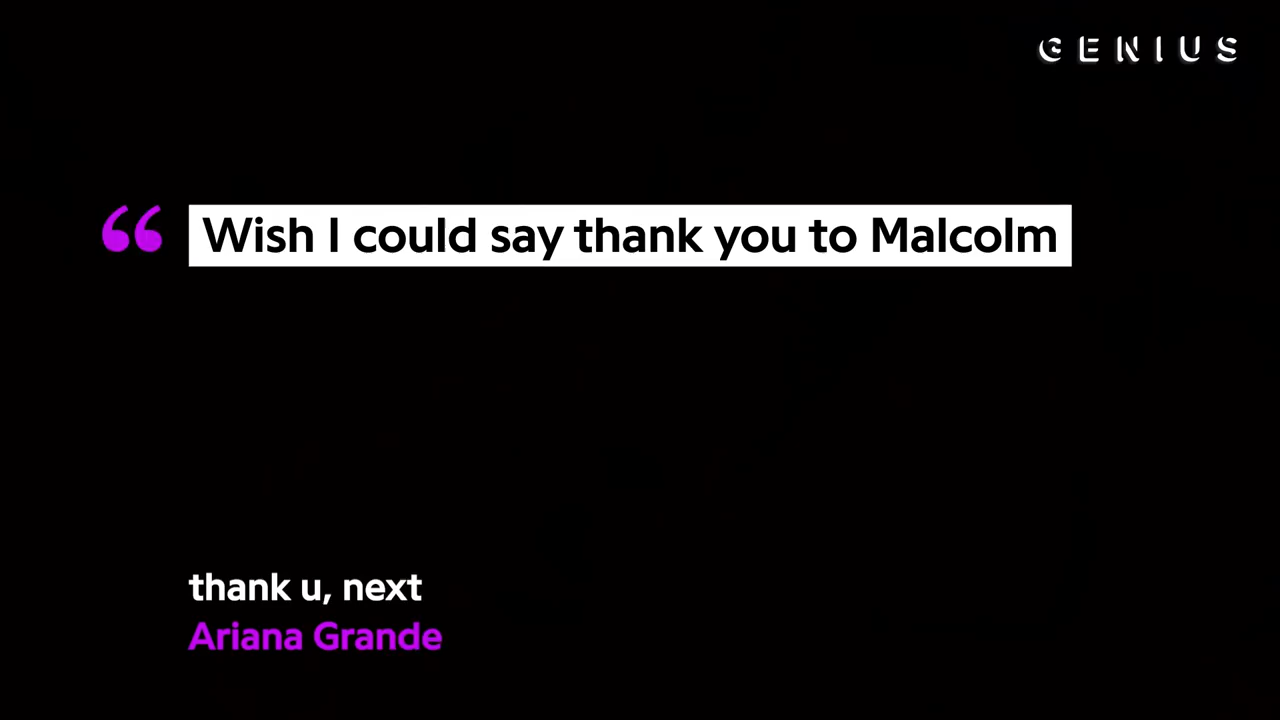 GENIUS
“ Wish I could say thank you to Malcolm
thank u, next
Ariana Grande